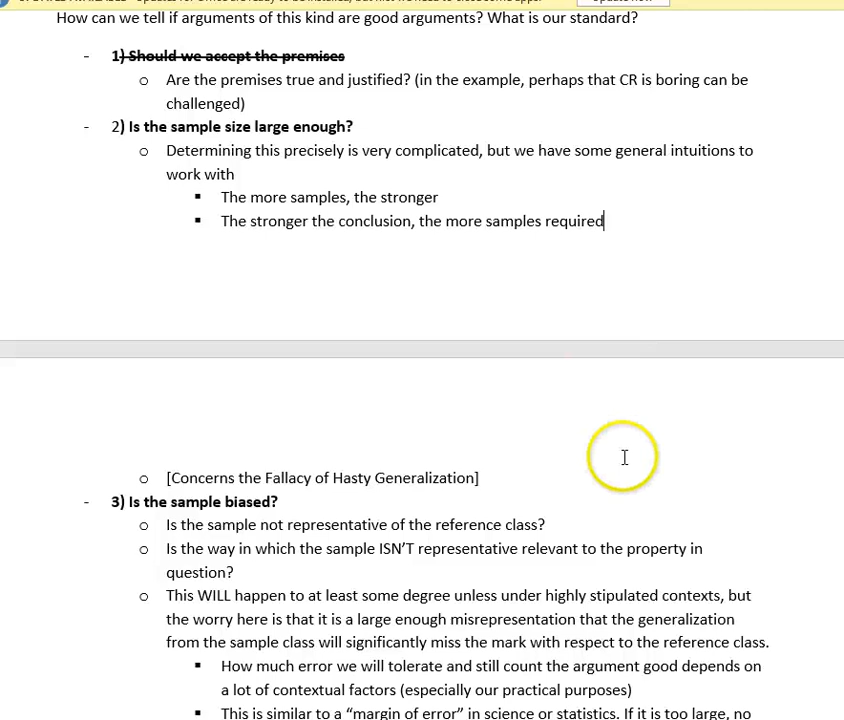 How can we tell if arguments of this kind are good arguments? What is our standard?
- 1) Should we accept the premises
o Are the premises true and justified? (in the example, perhaps that CR is boring can be
challenged)
- 2) Is the sample size large enough?
o Determining this precisely is very complicated, but we have some general intuitions to
work with
▪ The more samples, the stronger
▪ The stronger the conclusion, the more samples required
o [Concerns the Fallacy of Hasty Generalization]
- 3) Is the sample biased?
o Is the sample not representative of the reference class?
o Is the way in which the sample ISN'T representative relevant to the property in
question?
o This WILL happen to at least some degree unless under highly stipulated contexts, but
the worry here is that it is a large enough misrepresentation that the generalization
from the sample class will significantly miss the mark with respect to the reference class.
▪ How much error we will tolerate and still count the argument good depends on
a lot of contextual factors (especially our practical purposes)
▪ This is similar to a “margin of error” in science or statistics. If it is too large, no